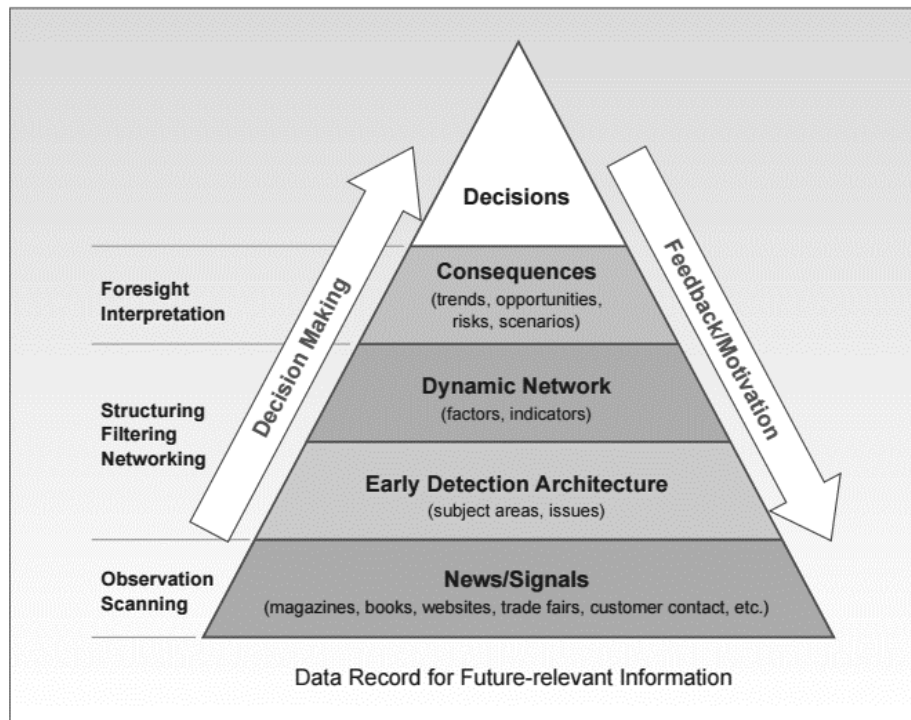 Decisions
Decision Making
Feedback/Motivation
Foresight
Interpretation
Consequences
(trends, opportunities,
risks, scenarios)
Structuring
Filtering
Networking
Dynamic Network
(factors, indicators)
Early Detection Architecture
(subject areas, issues)
Observation
Scanning
News/Signals
(magazines, books, websites, trade fairs, customer contact, etc.)
Data Record for Future-relevant Information